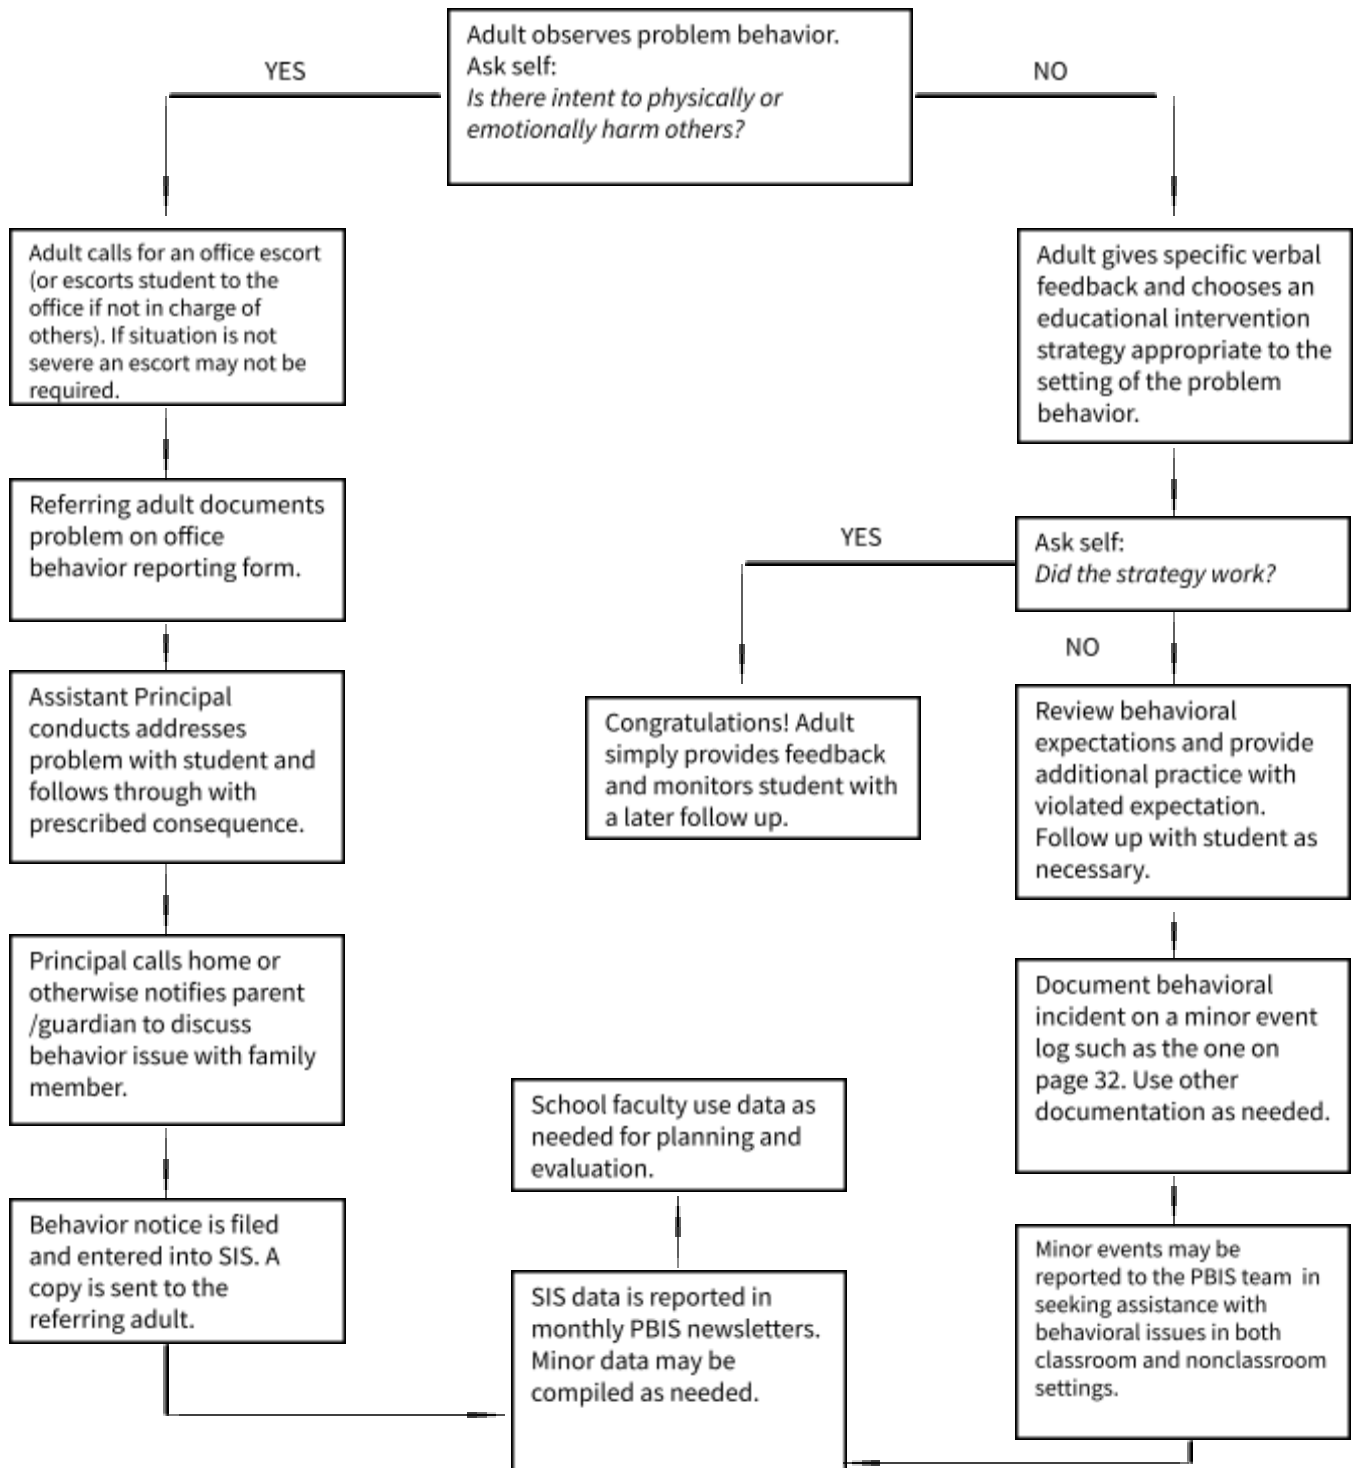 Adult observes problem behavior.
Ask self:
Is there intent to physically or
emotionally harm others?
YES
NO
Adult calls for an office escort
(or escorts student to the
office if not in charge of
others). If situation is not
severe an escort may not be
required.
Referring adult documents
problem on office
behavior reporting form.
Assistant Principal
conducts addresses
problem with student and
follows through with
prescribed consequence.
Principal calls home or
otherwise notifies parent
/guardian to discuss
behavior issue with family
member.
Behavior notice is filed
and entered into SIS. A
copy is sent to the
referring adult.
Adult gives specific verbal
feedback and chooses an
educational intervention
strategy appropriate to the
setting of the problem
behavior.
Ask self:
Did the strategy work?
YES
Congratulations! Adult
simply provides feedback
and monitors student with
a later follow up.
NO
Review behavioral
expectations and provide
additional practice with
violated expectation.
Follow up with student as
necessary.
Document behavioral
incident on a minor event
log such as the one on
page 32. Use other
documentation as needed.
Minor events may be
reported to the PBIS team in
seeking assistance with
behavioral issues in both
classroom and nonclassroom
settings.
SIS data is reported in
monthly PBIS newsletters.
Minor data may be
compiled as needed.
School faculty use data as
needed for planning and
evaluation.